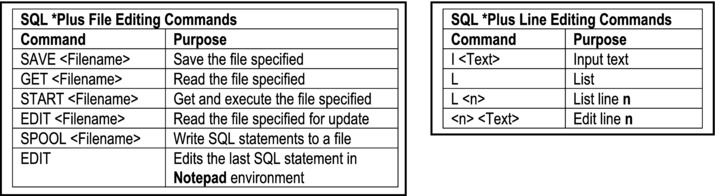 SQL *Plus File Editing Commands
Command Purpose
SAVE <Filename> Save the file specified
GET <Filename> Read the file specified
START <Filename> Get and execute the file specified
EDIT <Filename> Read the file specified for update
SPOOL <Filename> Write SQL statements to a file
EDIT Edits the last SQL statement in
Notepad environment
SQL *Plus Line Editing Commands
Command Purpose
I <Text> Input text
L List
L <n> List line n
<n> <Text> Edit line n